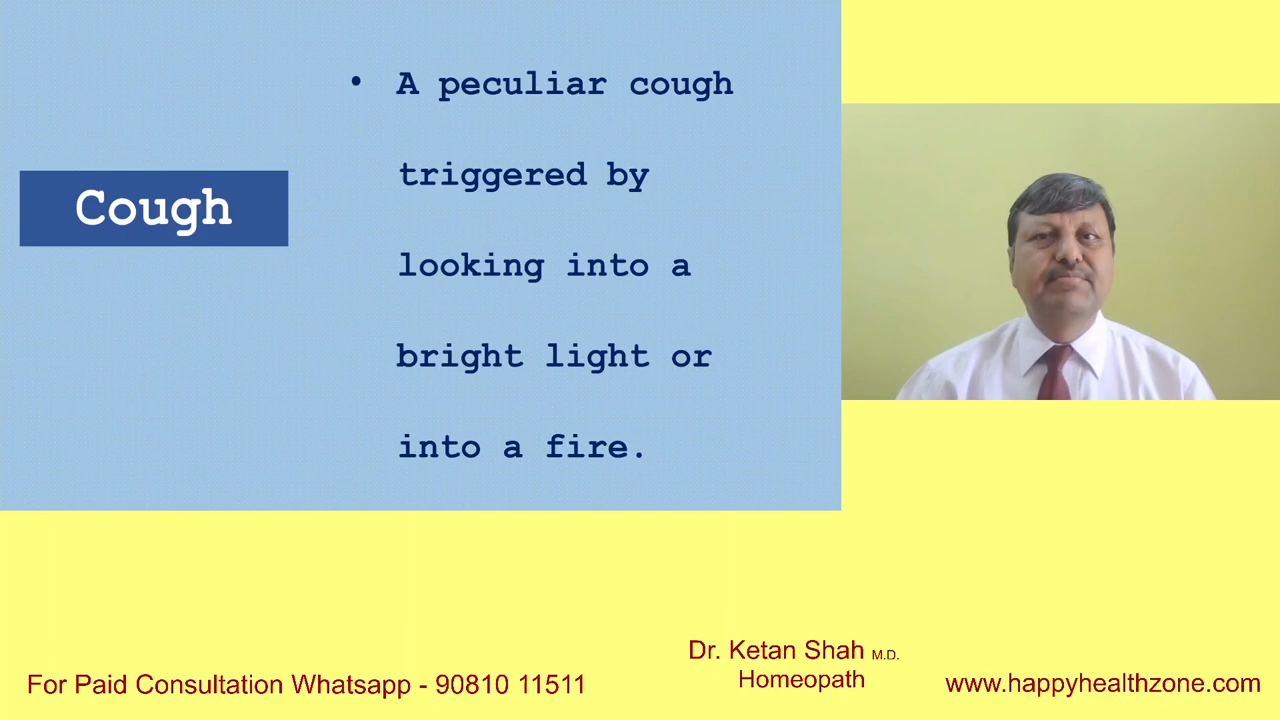 Cough
• A peculiar cough
triggered by
looking into a
bright light or
into a fire.
Dr. Ketan Shah M.D.
Homeopath
For Paid Consultation Whatsapp - 90810 11511
www.happyhealthzone.com